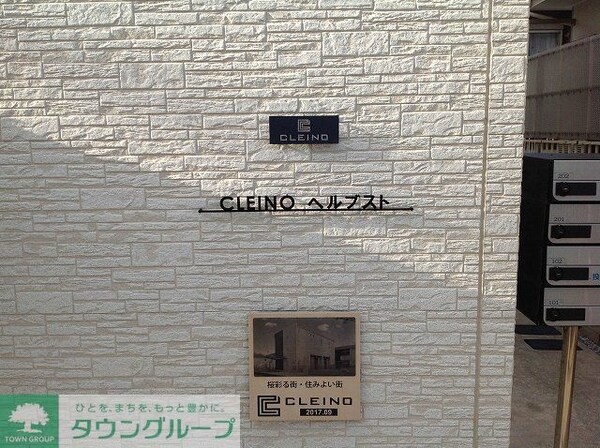 CLEINO
CLEINO ヘルブスト
202
201
102
投
101
桜彩る街・住みよい街
CLEINO
2017.09
ひとを、まちを、もっと豊かに。
タウングループ
TOWN GROUP